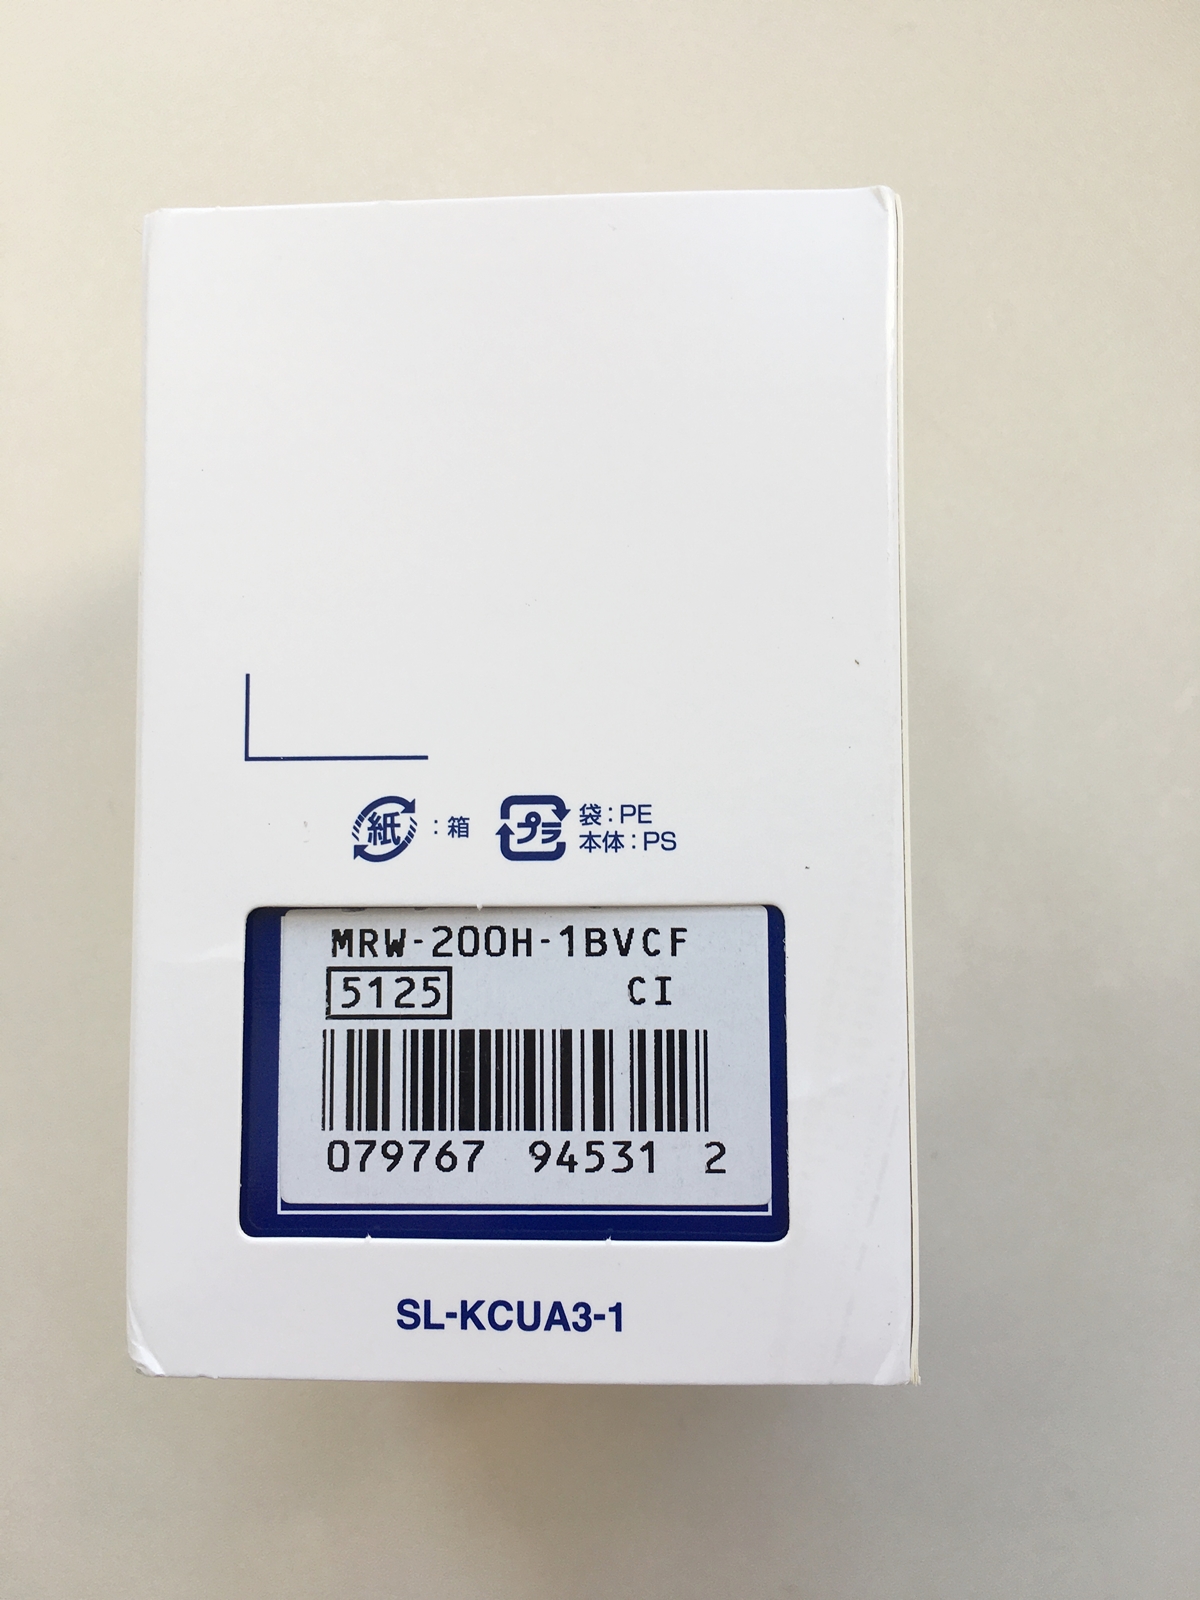 紙 : 箱
プラ 袋 : PE
本体 : PS
MRW-200H-1BVCF
5125 CI
079767 94531 2
SL-KCUA3-1